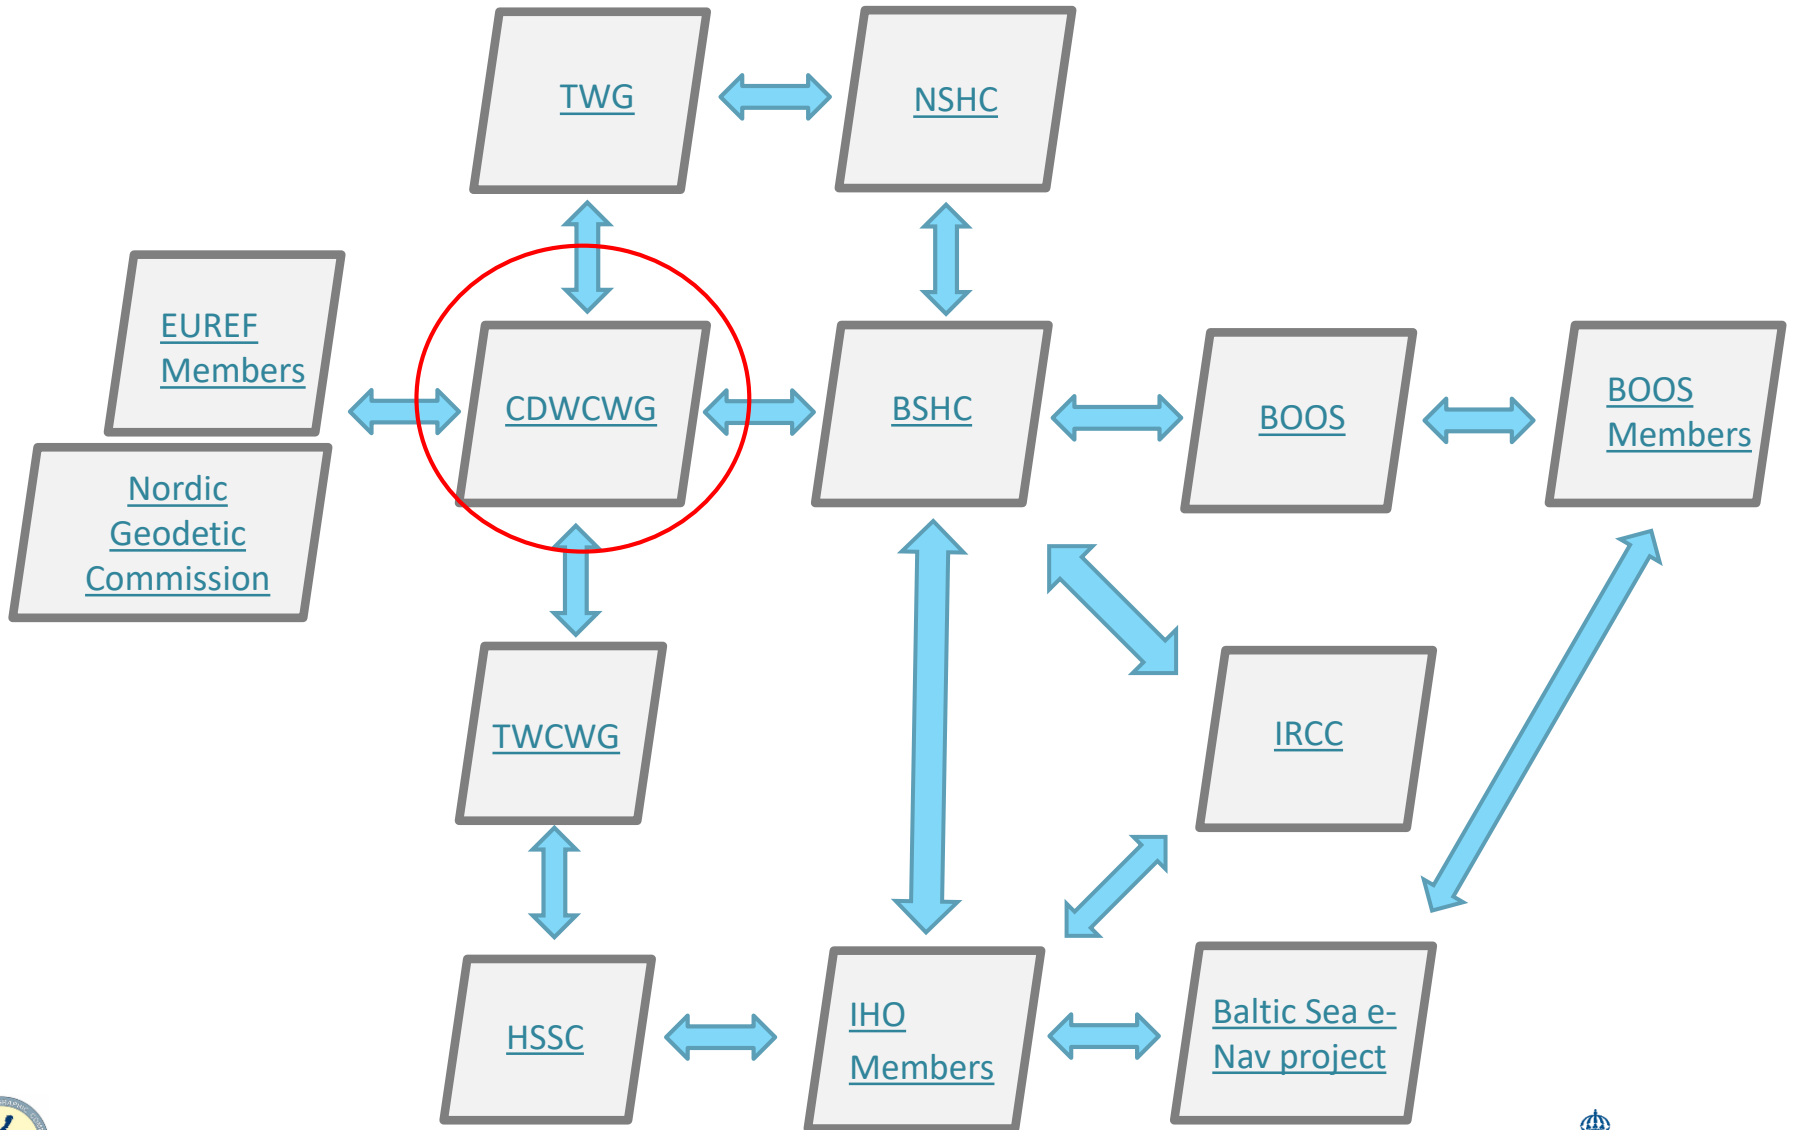 TWG
NSHC
EUREF
Members
CDWCWG
BSHC
BOOS
BOOS
Members
Nordic
Geodetic
Commission
TWCWG
IRCC
HSSC
IHO
Members
Baltic Sea e-
Nav project